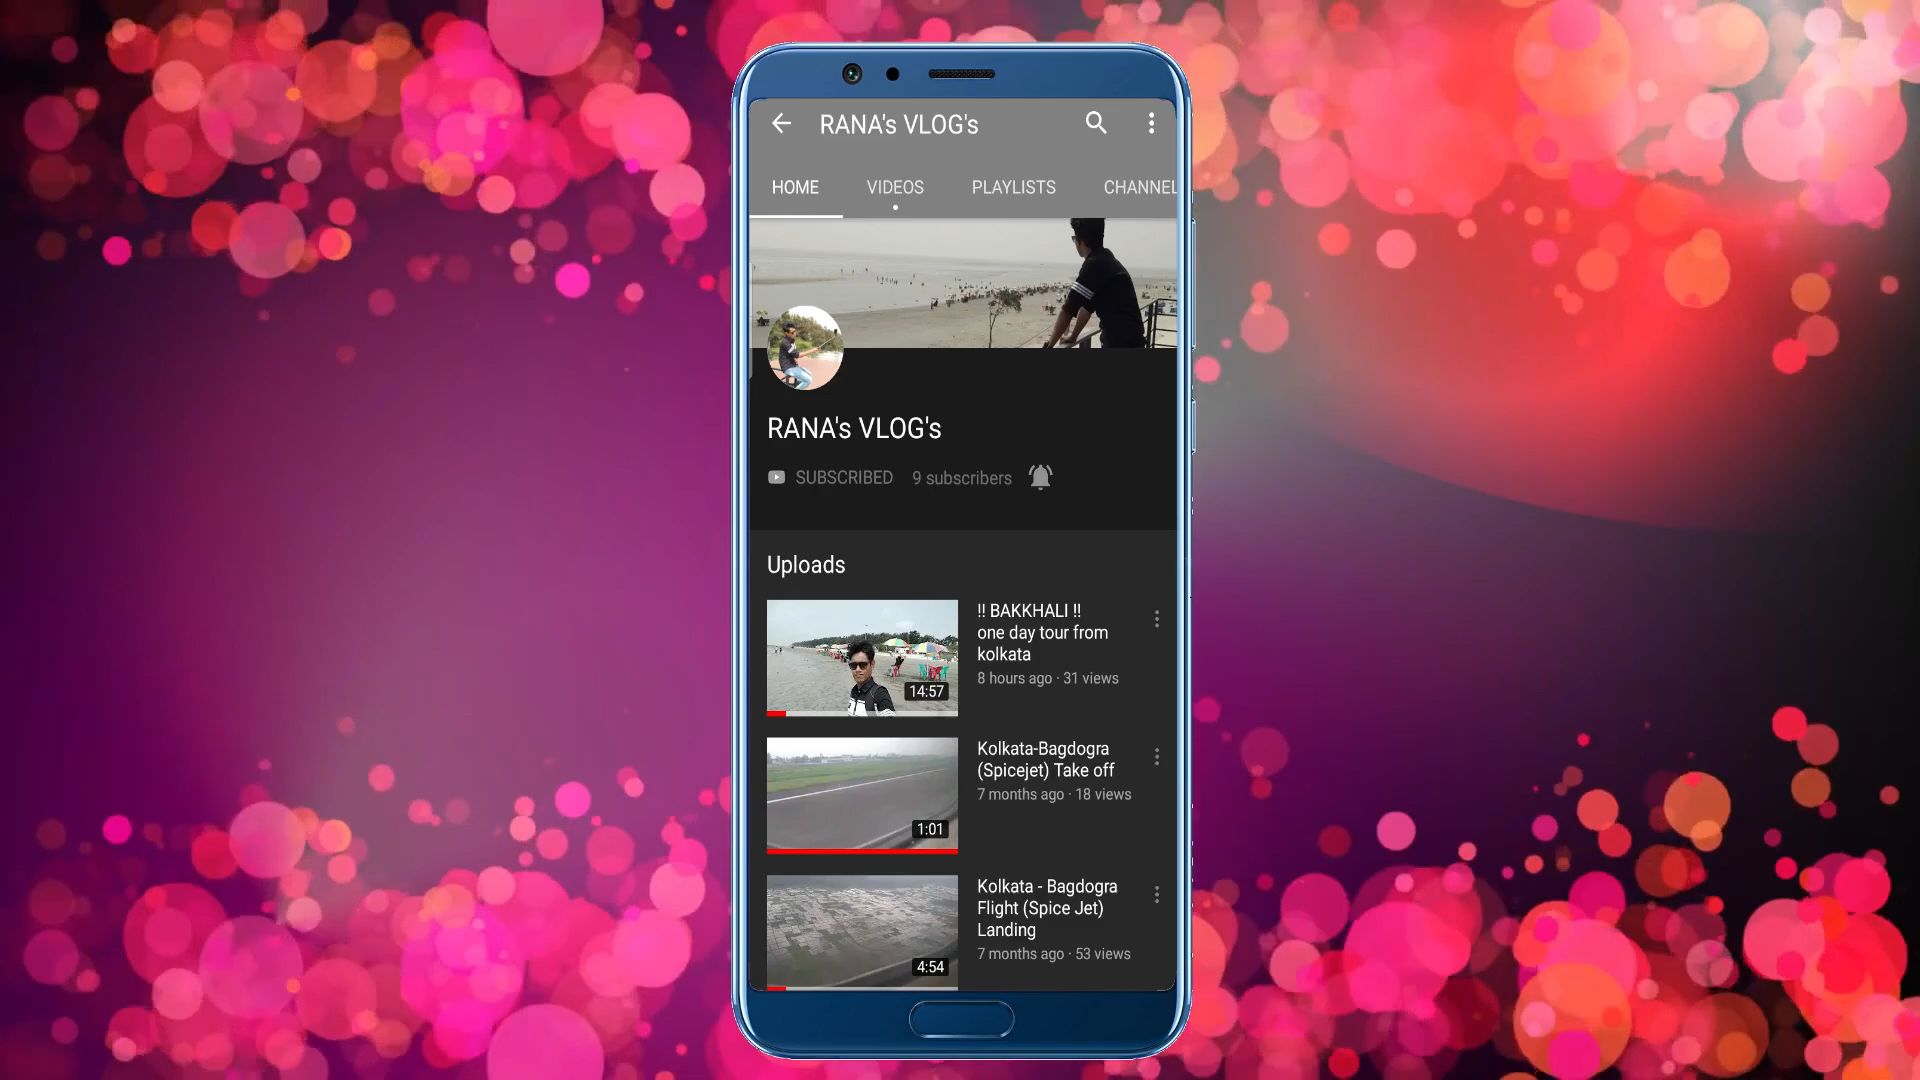 RANA's VLOG's
HOME VIDEOS PLAYLISTS CHANNEL
RANA's VLOG's
SUBSCRIBED 9 subscribers
Uploads
!! BAKKHALI !!
one day tour from
kolkata
8 hours ago · 31 views
14:57
Kolkata-Bagdogra
(Spicejet) Take off
7 months ago · 18 views
1:01
Kolkata - Bagdogra
Flight (Spice Jet)
Landing
7 months ago · 53 views
4:54